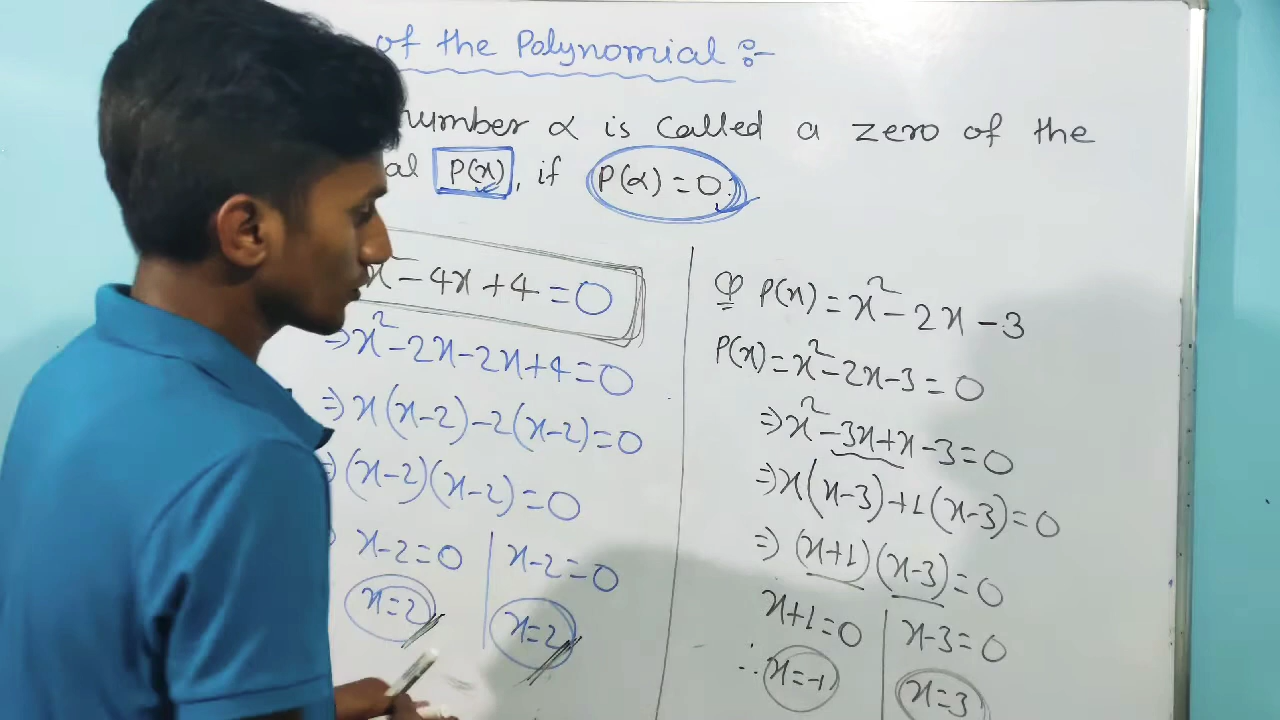 of the Polynomial :-
number α is called a zero of the
al P(x), if P(α) = 0.
x² - 4x + 4 = 0
⇒ x² - 2x - 2x + 4 = 0
⇒ x(x-2) - 2(x-2) = 0
⇒ (x-2)(x-2) = 0
x-2=0 | x-2=0
x=2 | x=2
Q P(x) = x² - 2x - 3
P(x) = x² - 2x - 3 = 0
⇒ x² - 3x + x - 3 = 0
⇒ x(x-3) + 1(x-3) = 0
⇒ (x+1)(x-3) = 0
x+1=0 | x-3=0
∴ x=-1 | x=3